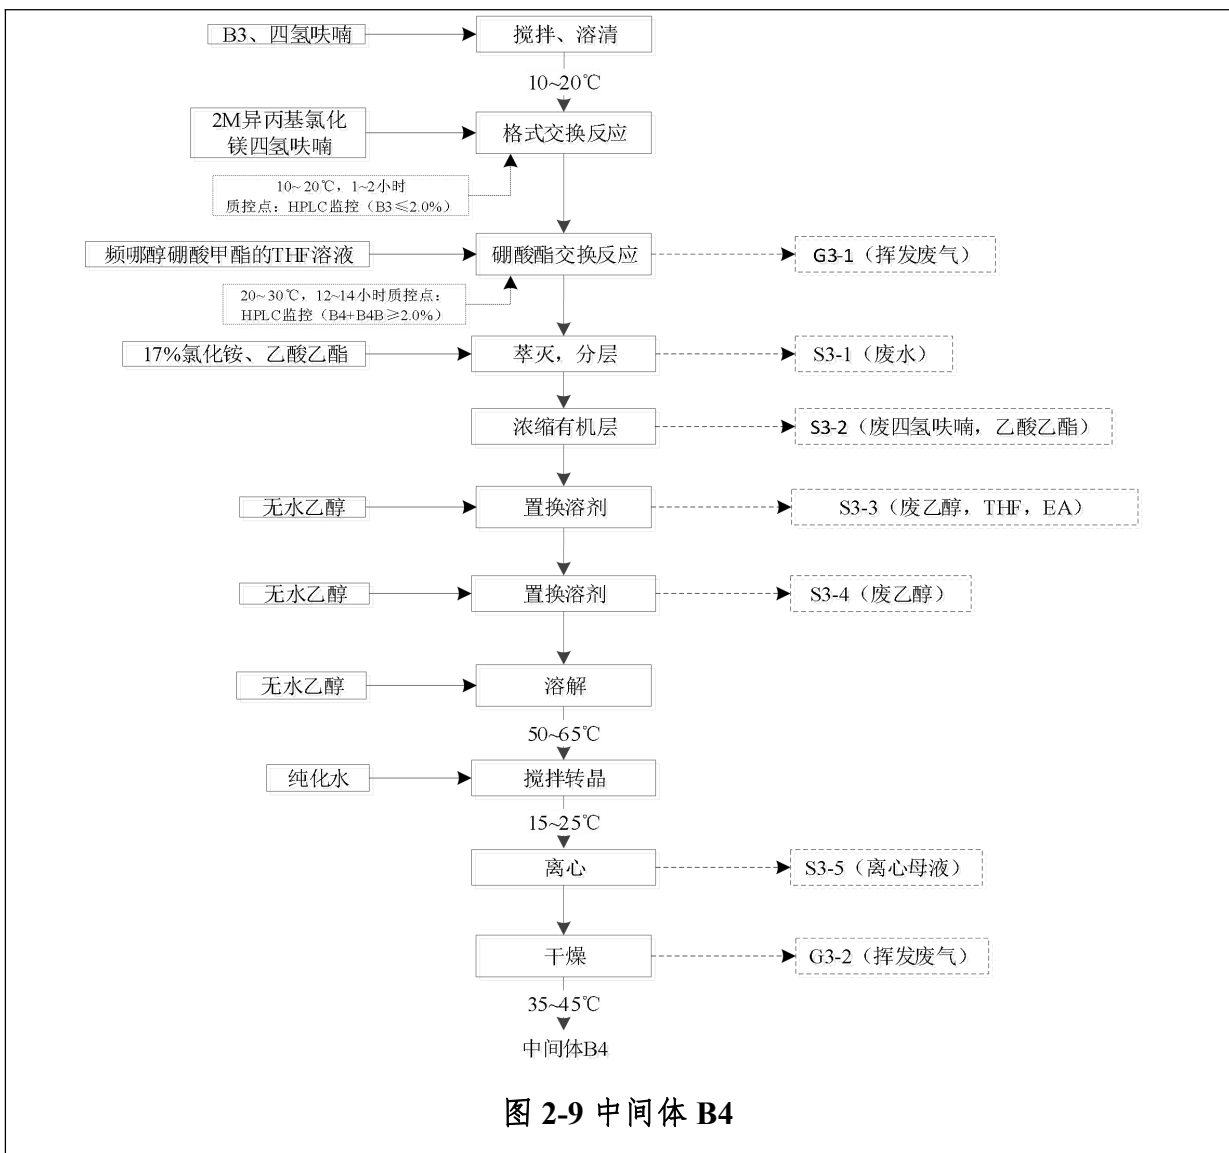 B3、四氢呋喃
搅拌、溶清
10~20℃
2M异丙基氯化
镁四氢呋喃
格式交换反应
10~20℃，1~2小时
质控点：HPLC监控（B3≤2.0%）
频哪醇硼酸甲酯的THF溶液
硼酸酯交换反应
G3-1（挥发废气）
20~30℃，12~14小时质控点：
HPLC监控（B4+B4B≥2.0%）
17%氯化铵、乙酸乙酯
萃灭，分层
S3-1（废水）
浓缩有机层
S3-2（废四氢呋喃，乙酸乙酯）
无水乙醇
置换溶剂
S3-3（废乙醇，THF，EA）
无水乙醇
置换溶剂
S3-4（废乙醇）
无水乙醇
溶解
50~65℃
纯化水
搅拌转晶
15~25℃
离心
S3-5（离心母液）
干燥
G3-2（挥发废气）
35~45℃
中间体B4
图 2-9 中间体 B4